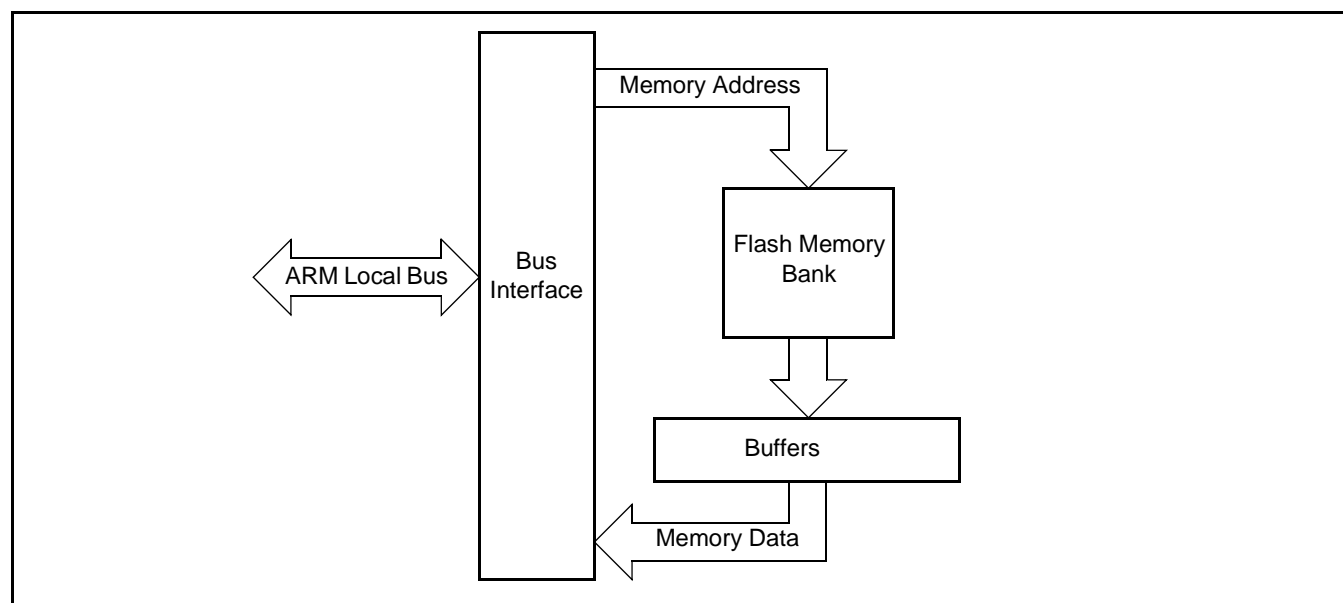 Memory Address
Flash Memory
Bank
ARM Local Bus
Bus
Interface
Buffers
Memory Data